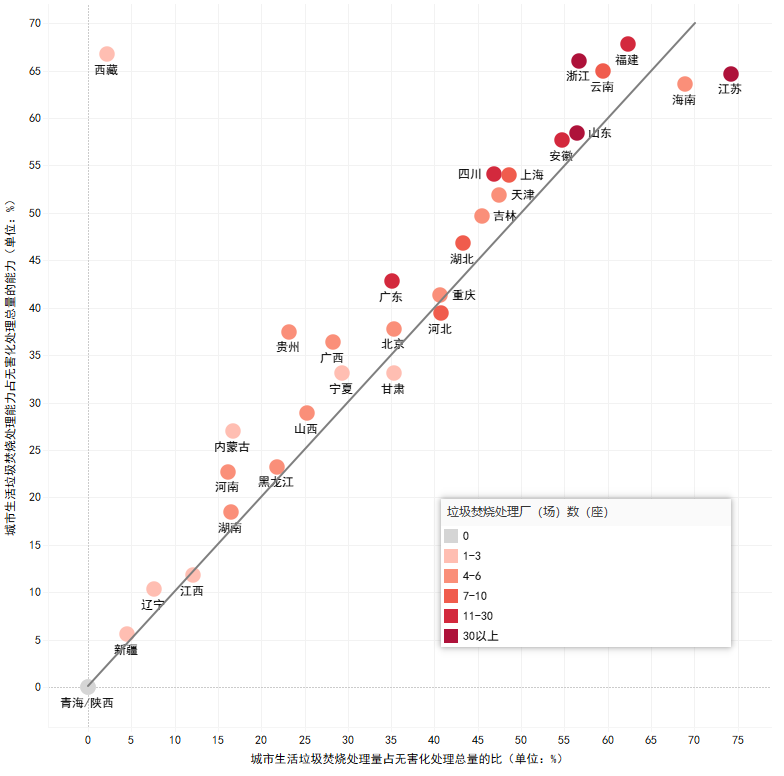 70
65
60
55
50
45
40
35
30
25
20
15
10
5
0
城市生活垃圾焚烧处理能力占无害化处理总量的能力（单位：%）
西藏
福建
浙江
云南
江苏
海南
山东
安徽
四川
上海
天津
吉林
湖北
广东
重庆
河北
贵州
北京
广西
宁夏
甘肃
山西
内蒙古
河南
黑龙江
湖南
江西
辽宁
新疆
青海/陕西
垃圾焚烧处理厂（场）数（座）
0
1-3
4-6
7-10
11-30
30以上
0 5 10 15 20 25 30 35 40 45 50 55 60 65 70 75
城市生活垃圾焚烧处理量占无害化处理总量的比（单位：%）